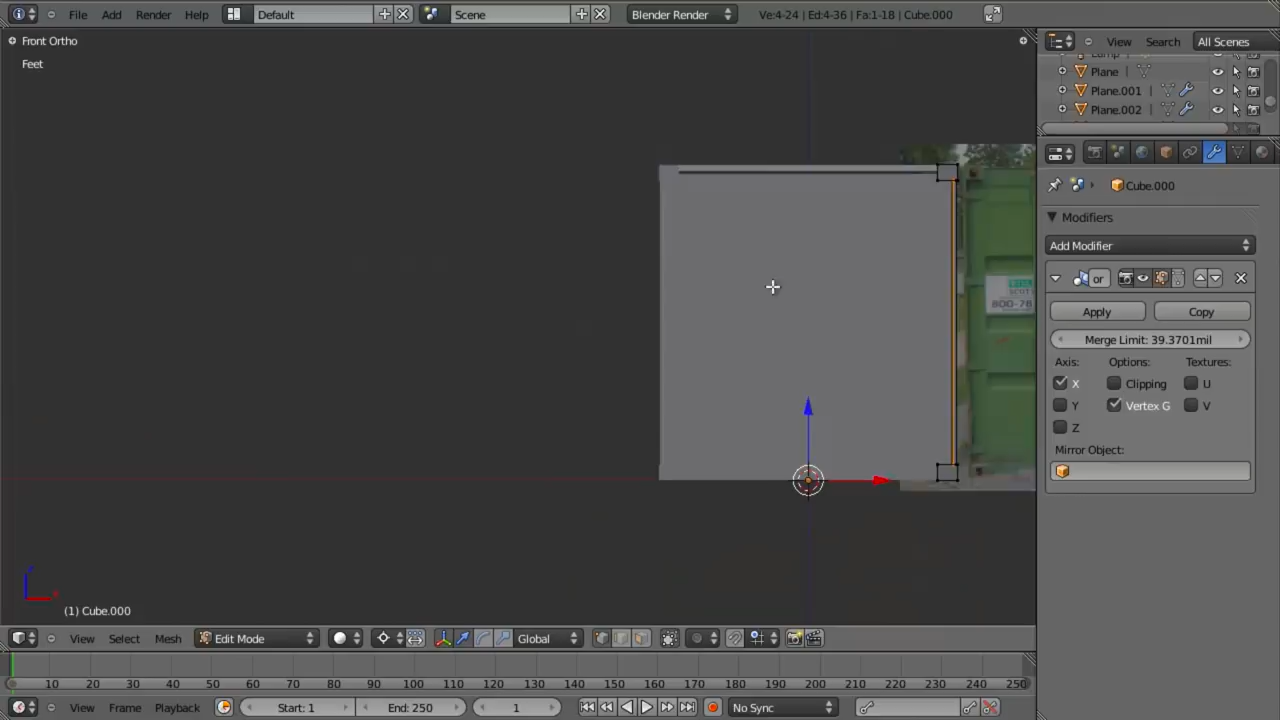 File Add Render Help Default Scene Blender Render Ve:4-24 | Ed:4-36 | Fa:1-18 | Cube.000
Front Ortho
Feet
View Search All Scenes
Plane
Plane.001
Plane.002
Cube.000
Modifiers
Add Modifier
or
Apply Copy
Merge Limit: 39.3701mil
Axis: Options: Textures:
X Clipping U
Y Vertex G V
Z
Mirror Object:
(1) Cube.000
View Select Mesh Edit Mode Global
10 20 30 40 50 60 70 80 90 100 110 120 130 140 150 160 170 180 190 200 210 220 230 240 250
View Frame Playback Start: 1 End: 250 1 No Sync